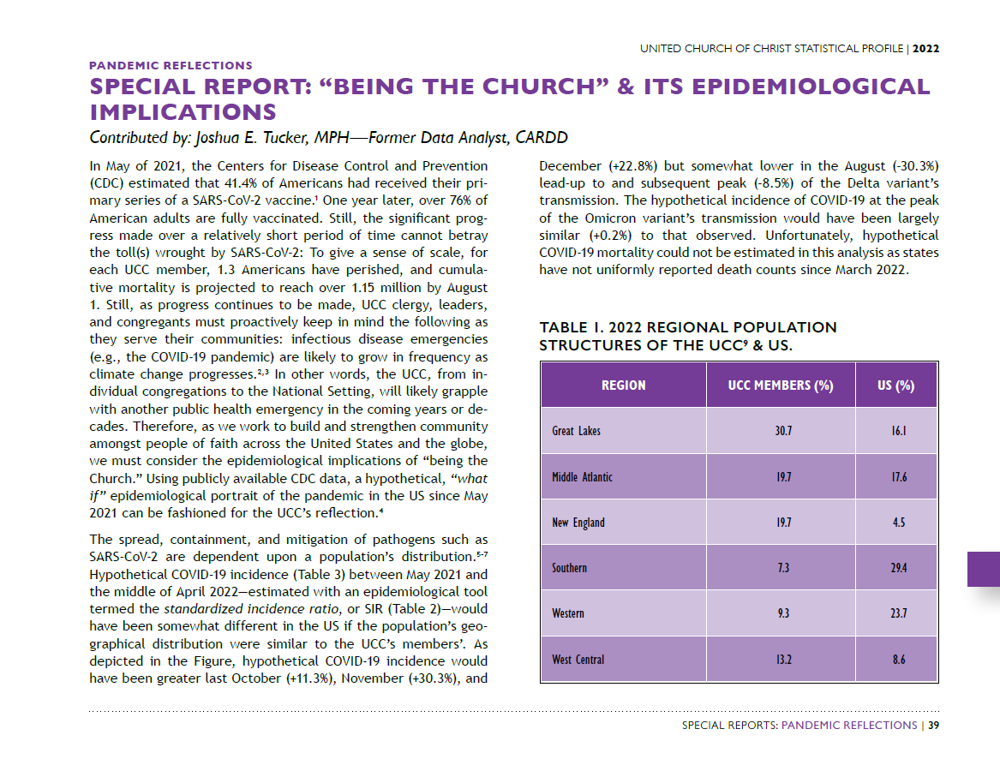 UNITED CHURCH OF CHRIST STATISTICAL PROFILE | 2022
PANDEMIC REFLECTIONS
SPECIAL REPORT: “BEING THE CHURCH” & ITS EPIDEMIOLOGICAL
IMPLICATIONS
Contributed by: Joshua E. Tucker, MPH—Former Data Analyst, CARDD
In May of 2021, the Centers for Disease Control and Prevention
(CDC) estimated that 41.4% of Americans had received their pri-
mary series of a SARS-CoV-2 vaccine.¹ One year later, over 76% of
American adults are fully vaccinated. Still, the significant prog-
ress made over a relatively short period of time cannot betray
the toll(s) wrought by SARS-CoV-2: To give a sense of scale, for
each UCC member, 1.3 Americans have perished, and cumula-
tive mortality is projected to reach over 1.15 million by August
1. Still, as progress continues to be made, UCC clergy, leaders,
and congregants must proactively keep in mind the following as
they serve their communities: infectious disease emergencies
(e.g., the COVID-19 pandemic) are likely to grow in frequency as
climate change progresses.²,³ In other words, the UCC, from in-
dividual congregations to the National Setting, will likely grapple
with another public health emergency in the coming years or de-
cades. Therefore, as we work to build and strengthen community
amongst people of faith across the United States and the globe,
we must consider the epidemiological implications of “being the
Church.” Using publicly available CDC data, a hypothetical, “what
if” epidemiological portrait of the pandemic in the US since May
2021 can be fashioned for the UCC’s reflection.⁴
The spread, containment, and mitigation of pathogens such as
SARS-CoV-2 are dependent upon a population’s distribution.⁵⁻⁷
Hypothetical COVID-19 incidence (Table 3) between May 2021 and
the middle of April 2022—estimated with an epidemiological tool
termed the standardized incidence ratio, or SIR (Table 2)—would
have been somewhat different in the US if the population’s geo-
graphical distribution were similar to the UCC’s members’. As
depicted in the Figure, hypothetical COVID-19 incidence would
have been greater last October (+11.3%), November (+30.3%), and
December (+22.8%) but somewhat lower in the August (-30.3%)
lead-up to and subsequent peak (-8.5%) of the Delta variant’s
transmission. The hypothetical incidence of COVID-19 at the peak
of the Omicron variant’s transmission would have been largely
similar (+0.2%) to that observed. Unfortunately, hypothetical
COVID-19 mortality could not be estimated in this analysis as states
have not uniformly reported death counts since March 2022.
TABLE 1. 2022 REGIONAL POPULATION
STRUCTURES OF THE UCC⁹ & US.
REGION UCC MEMBERS (%) US (%)
Great Lakes 30.7 16.1
Middle Atlantic 19.7 17.6
New England 19.7 4.5
Southern 7.3 29.4
Western 9.3 23.7
West Central 13.2 8.6
SPECIAL REPORTS: PANDEMIC REFLECTIONS | 39